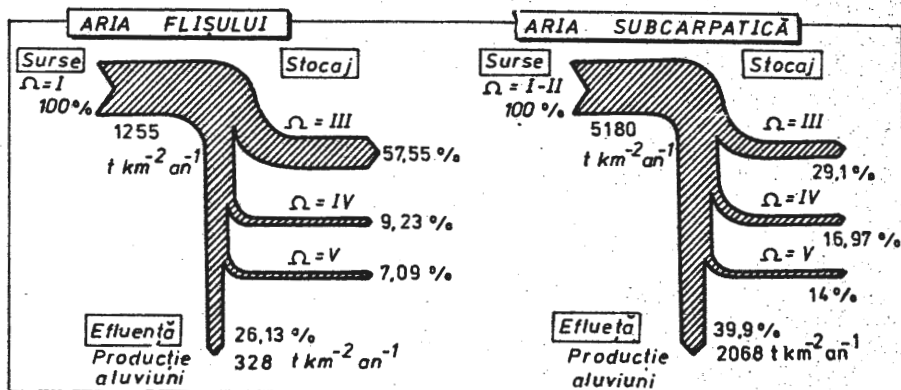 ARIA FLIȘULUI
Surse
Ω = I
100%
1255
t km⁻² an⁻¹
Stocaj
Ω = III
57,55 %
Ω = IV
9,23 %
Ω = V
7,09 %
Efluență
Producție
aluviuni
26,13 %
328 t km⁻² an⁻¹
ARIA SUBCARPATICĂ
Surse
Ω = I-II
100 %
5180
t km⁻² an⁻¹
Stocaj
Ω = III
29,1 %
Ω = IV
16,97 %
Ω = V
14 %
Eflueță
Producție
aluviuni
39,9 %
2068 t km⁻² an⁻¹